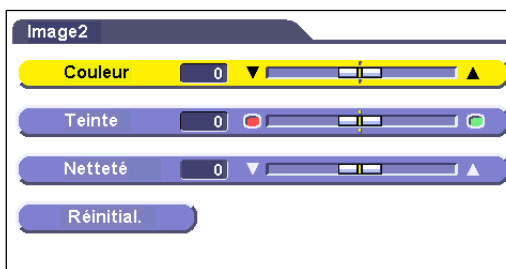 Image2
Couleur 0
Teinte 0
Netteté 0
Réinitial.